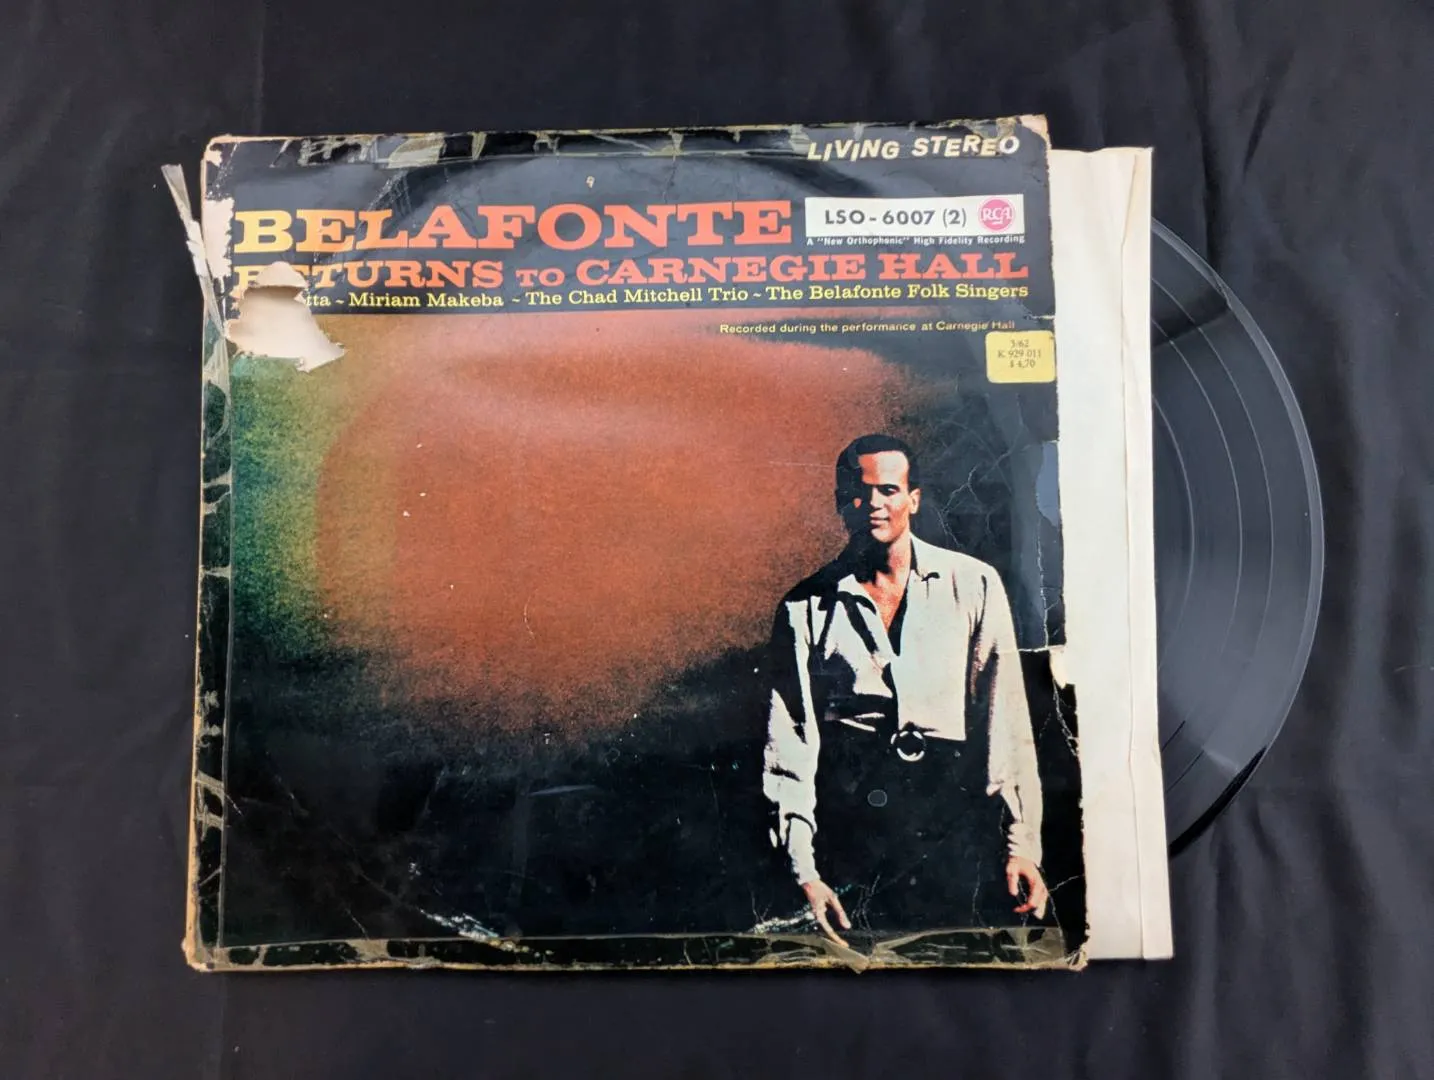 LIVING STEREO
BELAFONTE
LSO-6007 (2) RCA
A "New Orthophonic" High Fidelity Recording
RETURNS TO CARNEGIE HALL
tta ~ Miriam Makeba ~ The Chad Mitchell Trio ~ The Belafonte Folk Singers
Recorded during the performance at Carnegie Hall
3/62
K 929 011
$ 4,70